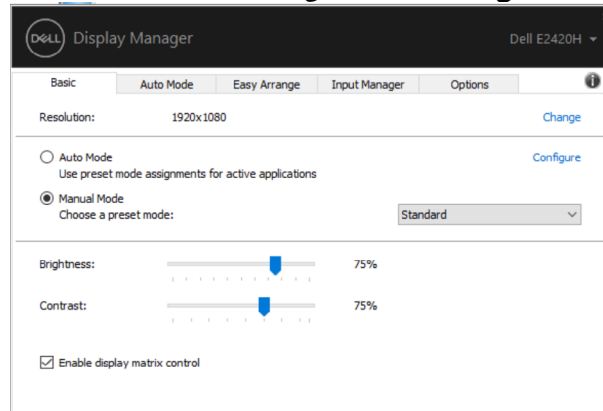 DELL Display Manager Dell E2420H
Basic Auto Mode Easy Arrange Input Manager Options
Resolution: 1920x1080 Change
Auto Mode Configure
Use preset mode assignments for active applications
Manual Mode
Choose a preset mode: Standard
Brightness: 75%
Contrast: 75%
Enable display matrix control